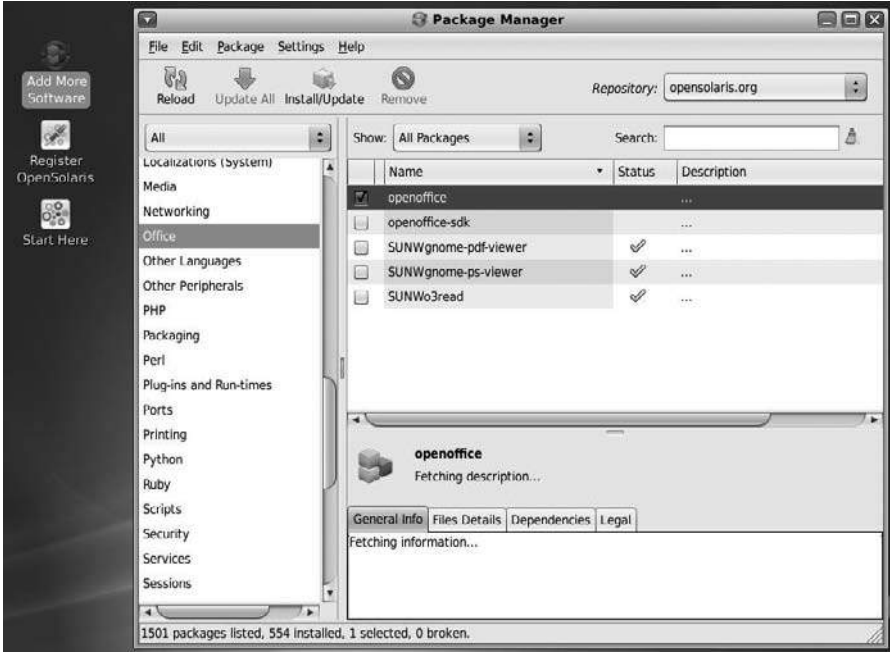 Add More
Software
Register
OpenSolaris
Start Here
Package Manager
File Edit Package Settings Help
Reload Update All Install/Update Remove
Repository: opensolaris.org
All
Show: All Packages
Search:
Localizations (System)
Media
Networking
Office
Other Languages
Other Peripherals
PHP
Packaging
Perl
Plug-ins and Run-times
Ports
Printing
Python
Ruby
Scripts
Security
Services
Sessions
Name Status Description
openoffice ...
openoffice-sdk ...
SUNWgnome-pdf-viewer ...
SUNWgnome-ps-viewer ...
SUNWo3read ...
openoffice
Fetching description...
General Info Files Details Dependencies Legal
Fetching information...
1501 packages listed, 554 installed, 1 selected, 0 broken.